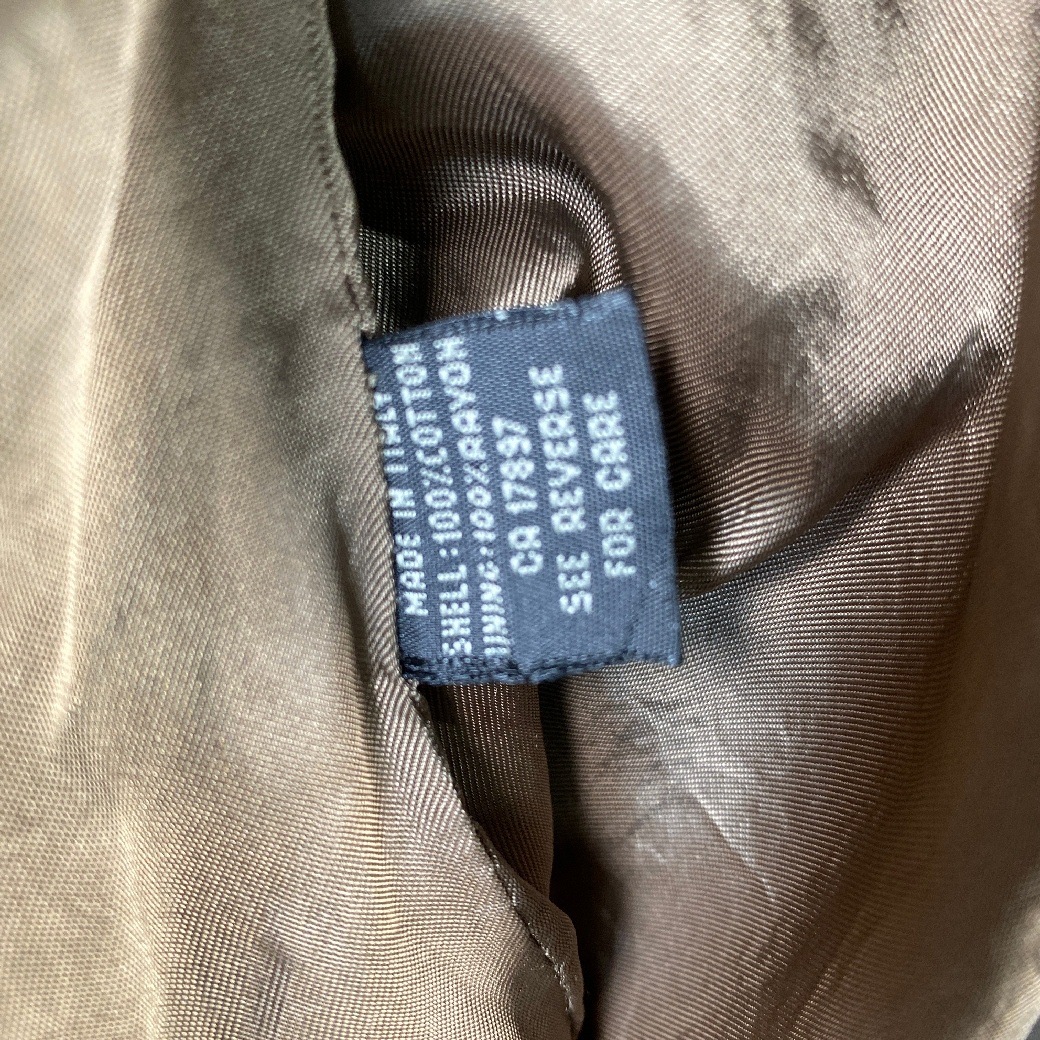 MADE IN ITALY
SHELL:100%COTTON
LINING:100%RAYON
CA 17897
SEE REVERSE
FOR CARE